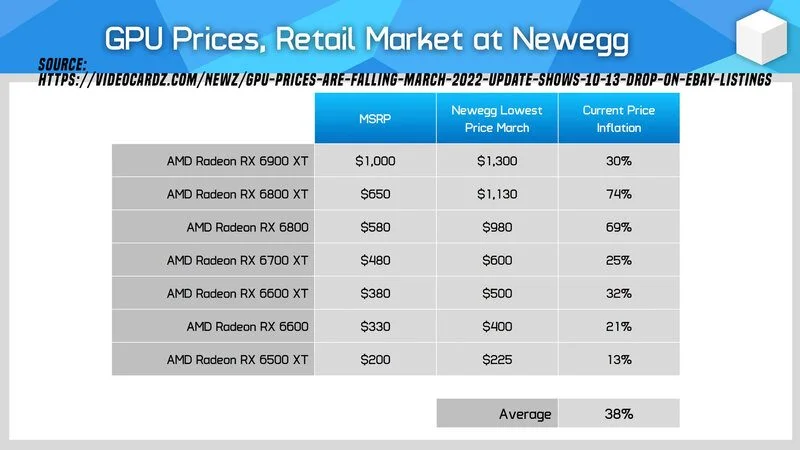 GPU Prices, Retail Market at Newegg
SOURCE:
HTTPS://VIDEOCARDZ.COM/NEWZ/GPU-PRICES-ARE-FALLING-MARCH-2022-UPDATE-SHOWS-10-13-DROP-ON-EBAY-LISTINGS
MSRP
Newegg Lowest
Price March
Current Price
Inflation
AMD Radeon RX 6900 XT $1,000 $1,300 30%
AMD Radeon RX 6800 XT $650 $1,130 74%
AMD Radeon RX 6800 $580 $980 69%
AMD Radeon RX 6700 XT $480 $600 25%
AMD Radeon RX 6600 XT $380 $500 32%
AMD Radeon RX 6600 $330 $400 21%
AMD Radeon RX 6500 XT $200 $225 13%
Average 38%